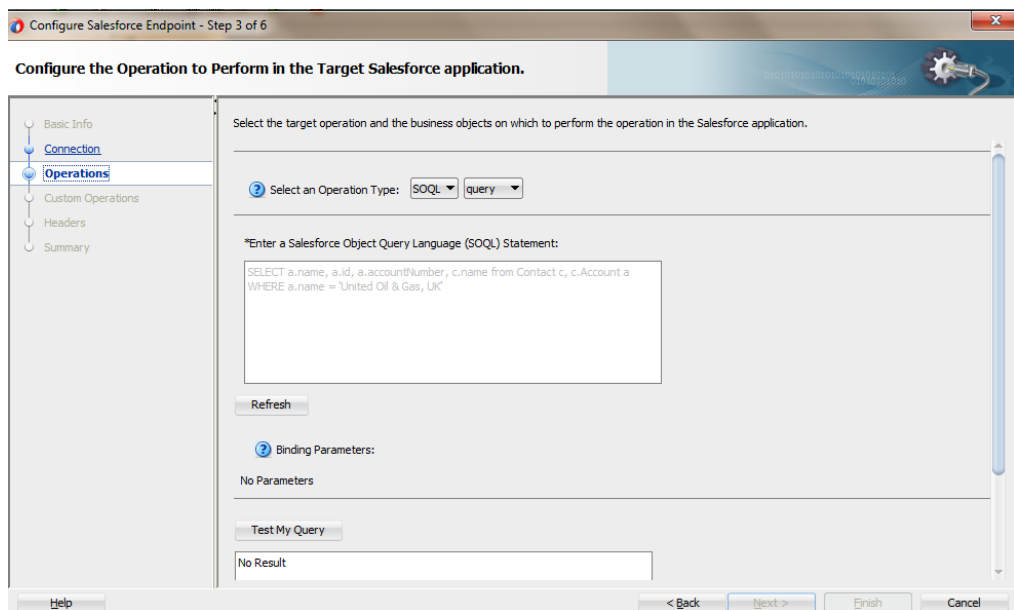 Configure Salesforce Endpoint - Step 3 of 6
Configure the Operation to Perform in the Target Salesforce application.
Basic Info
Connection
Operations
Custom Operations
Headers
Summary
Select the target operation and the business objects on which to perform the operation in the Salesforce application.
Select an Operation Type: SOQL query
*Enter a Salesforce Object Query Language (SOQL) Statement:
SELECT a.name, a.id, a.accountNumber, c.name from Contact c, c.Account a
WHERE a.name = 'United Oil & Gas, UK'
Refresh
Binding Parameters:
No Parameters
Test My Query
No Result
Help < Back Next > Finish Cancel